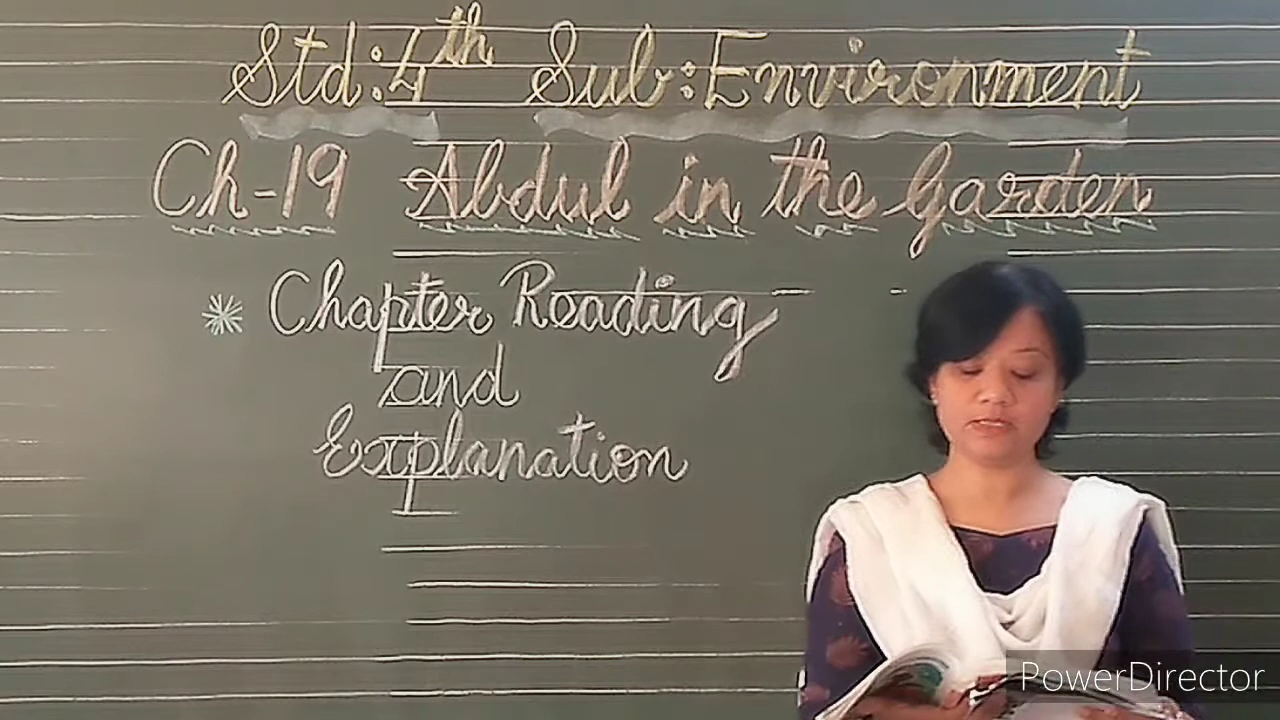 Std:4th Sub:Environment
Ch-19 Abdul in the Garden
* Chapter Reading
and
Explanation
PowerDirector